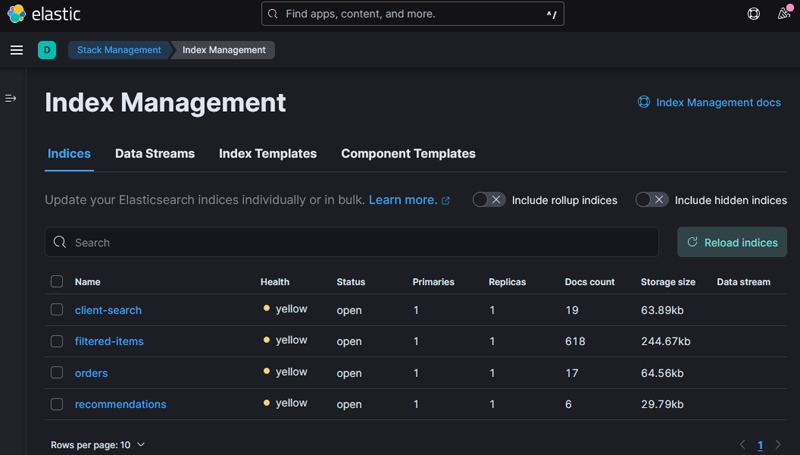 elastic
Find apps, content, and more. ^/
D Stack Management Index Management
Index Management
Index Management docs
Indices Data Streams Index Templates Component Templates
Update your Elasticsearch indices individually or in bulk. Learn more. Include rollup indices Include hidden indices
Search Reload indices
Name Health Status Primaries Replicas Docs count Storage size Data stream
client-search yellow open 1 1 19 63.89kb
filtered-items yellow open 1 1 618 244.67kb
orders yellow open 1 1 17 64.56kb
recommendations yellow open 1 1 6 29.79kb
Rows per page: 10 1